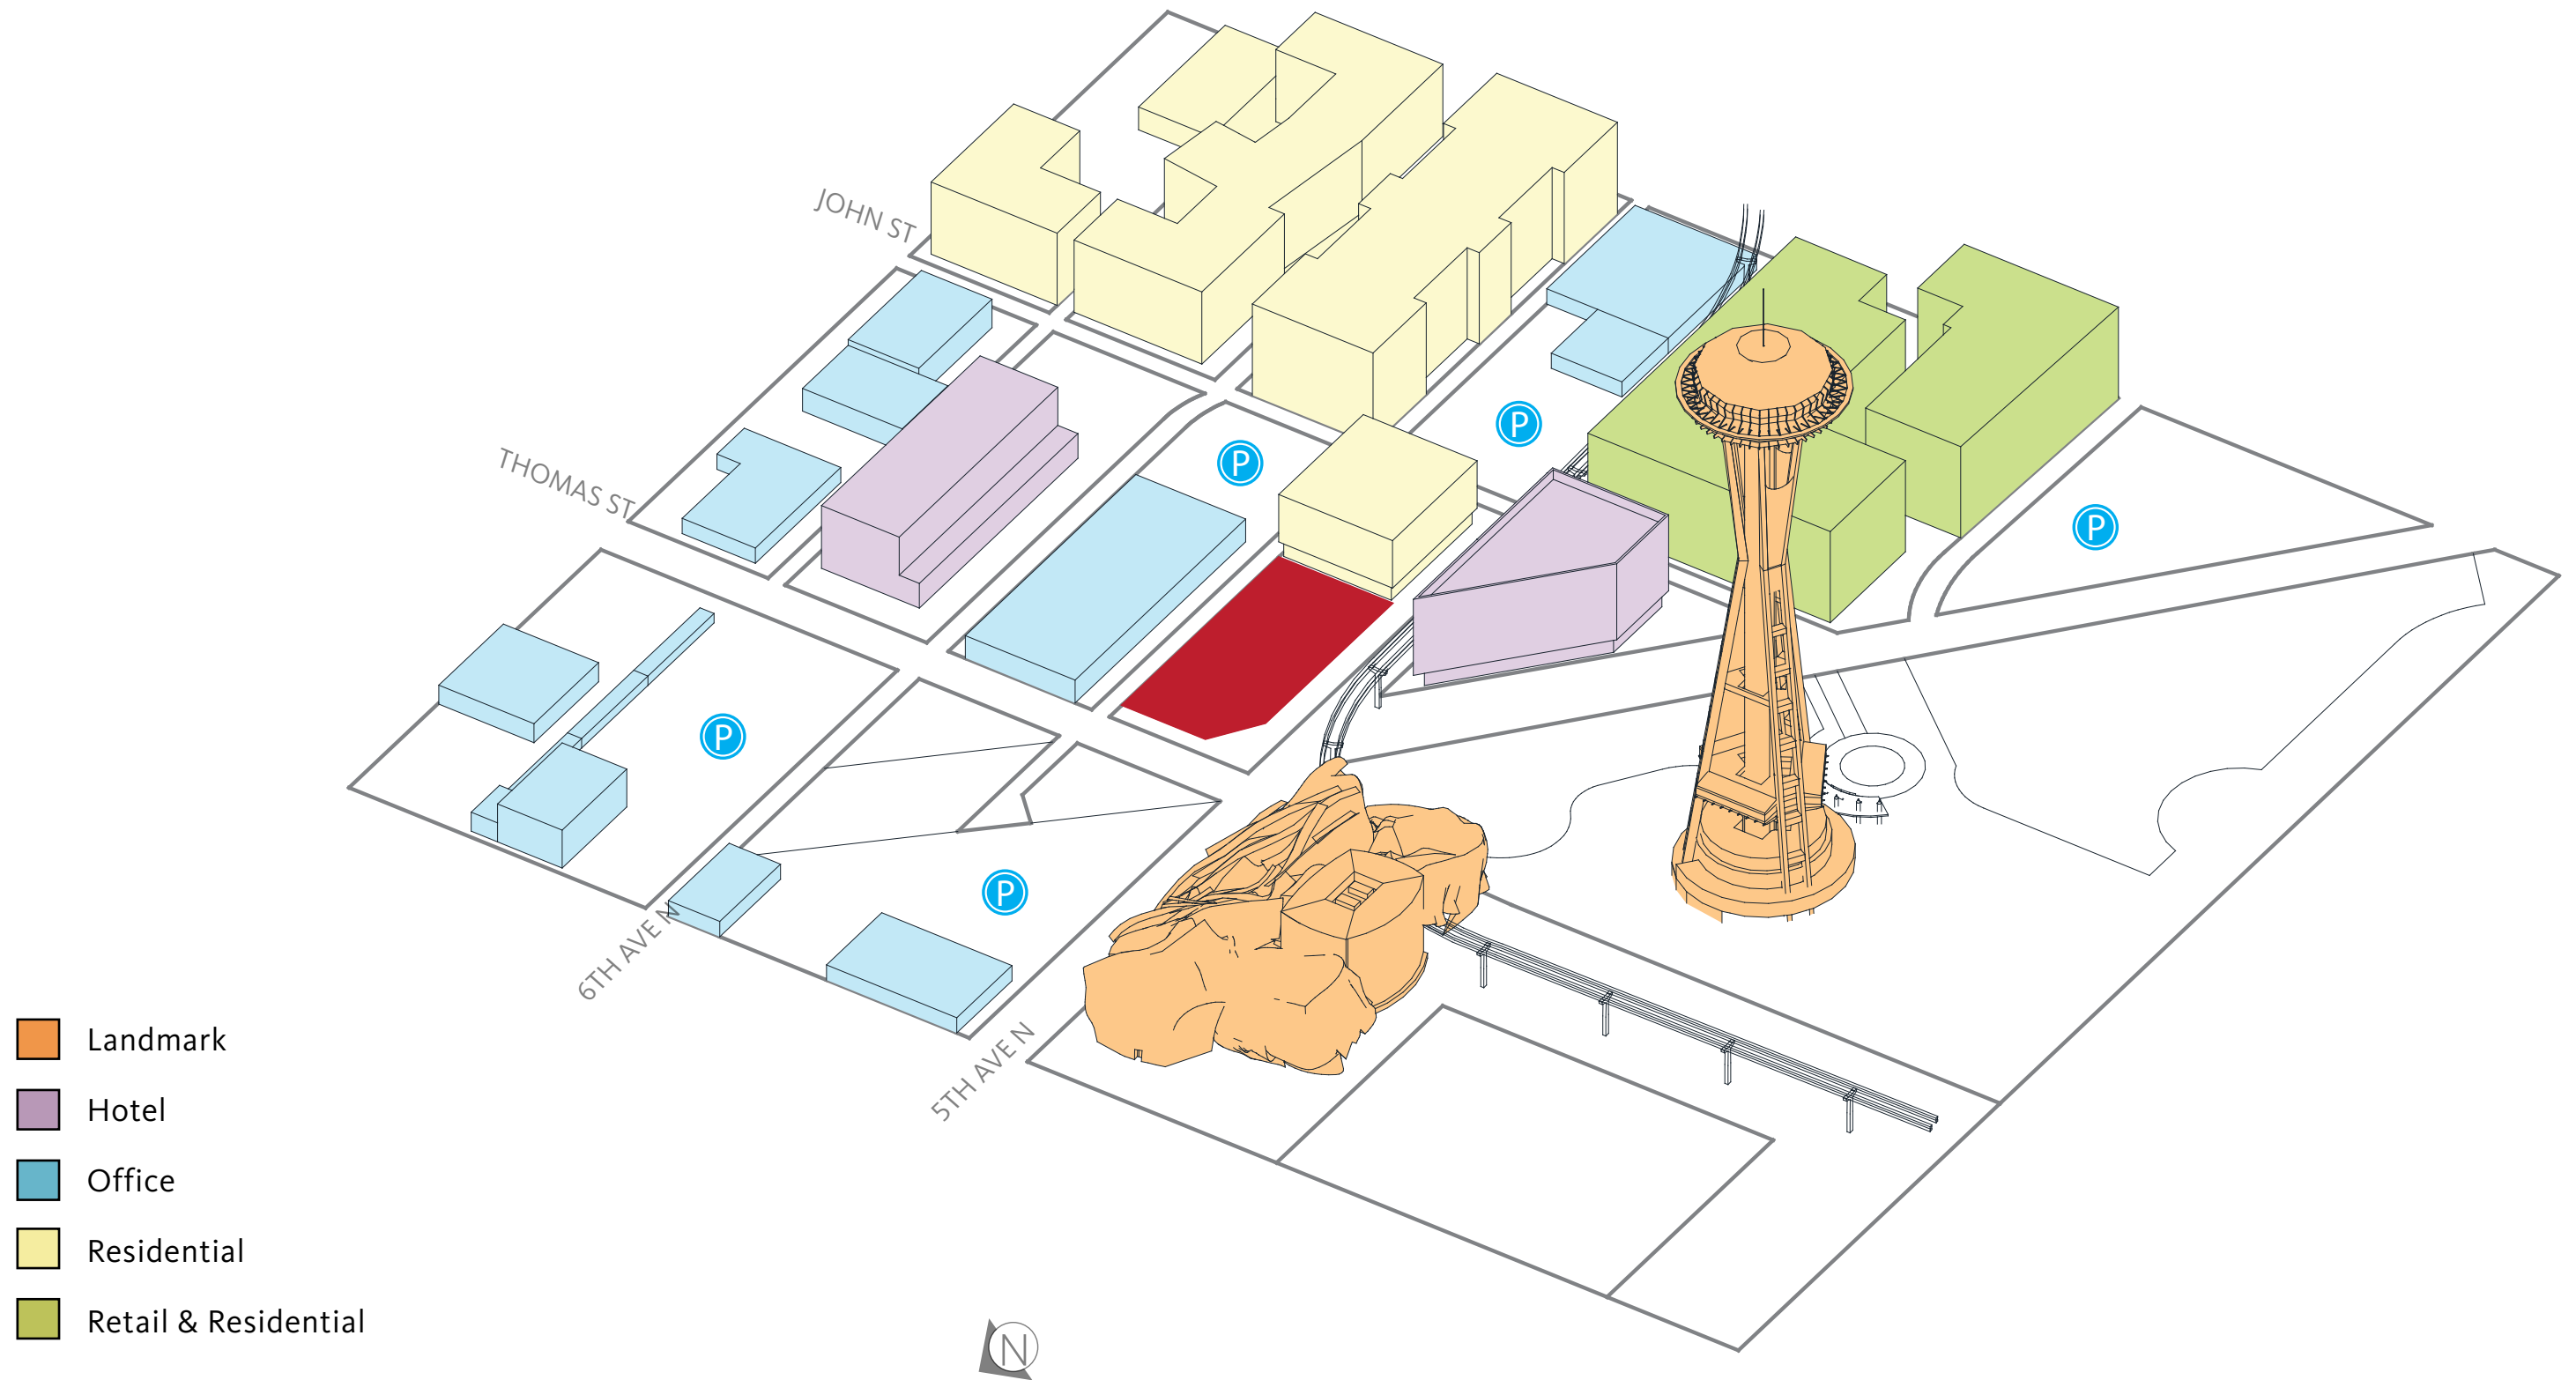 JOHN ST
THOMAS ST
P
P
P
P
P
6TH AVE N
5TH AVE N
Landmark
Hotel
Office
Residential
Retail & Residential
N